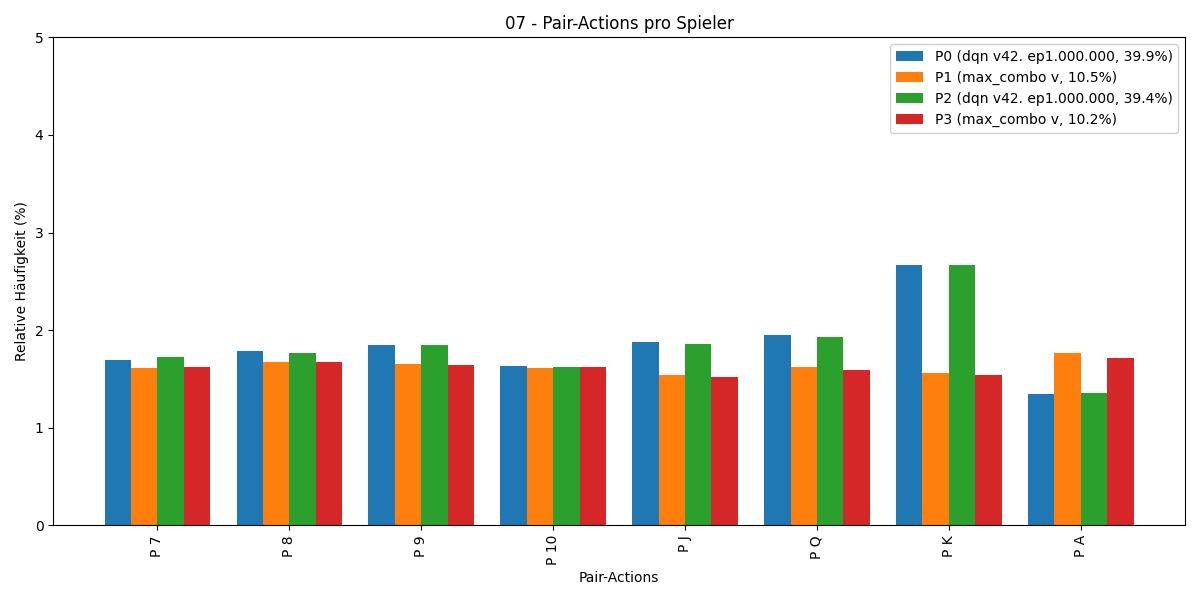 07 - Pair-Actions pro Spieler
P0 (dqn v42. ep1.000.000, 39.9%)
P1 (max_combo v, 10.5%)
P2 (dqn v42. ep1.000.000, 39.4%)
P3 (max_combo v, 10.2%)
Relative Häufigkeit (%)
5
4
3
2
1
0
P 7
P 8
P 9
P 10
P J
P Q
P K
P A
Pair-Actions